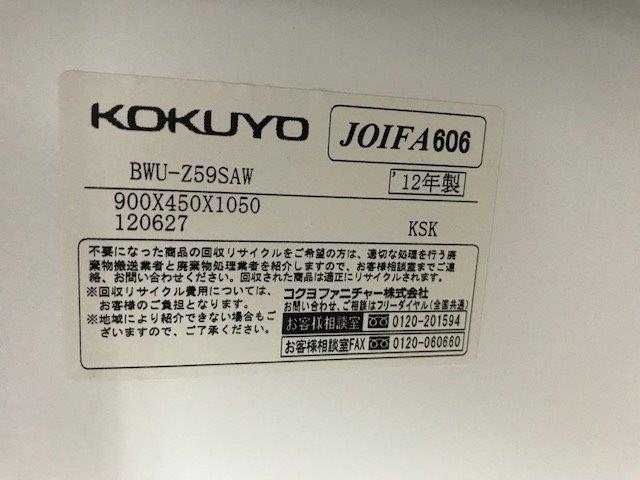 KOKUYO
JOIFA606
BWU-Z59SAW
'12年製
900X450X1050
120627
KSK
不要になった商品の回収リサイクルをご希望の方は、適切な処理を行う廃
棄物搬送業者と廃棄物処理業者を紹介しますので、お客様相談室までご連
絡、お問い合わせください。回収された商品は適正にリサイクルされます。
※回収リサイクル費用については、
お客様のご負担となります。
※地域により紹介できない場合もご
ざいますので、ご了承ください。
コクヨファニチャー株式会社
お問い合わせ、ご相談はフリーダイヤル(全国共通)
お客様相談室 0120-201594
お客様相談室FAX 0120-060660